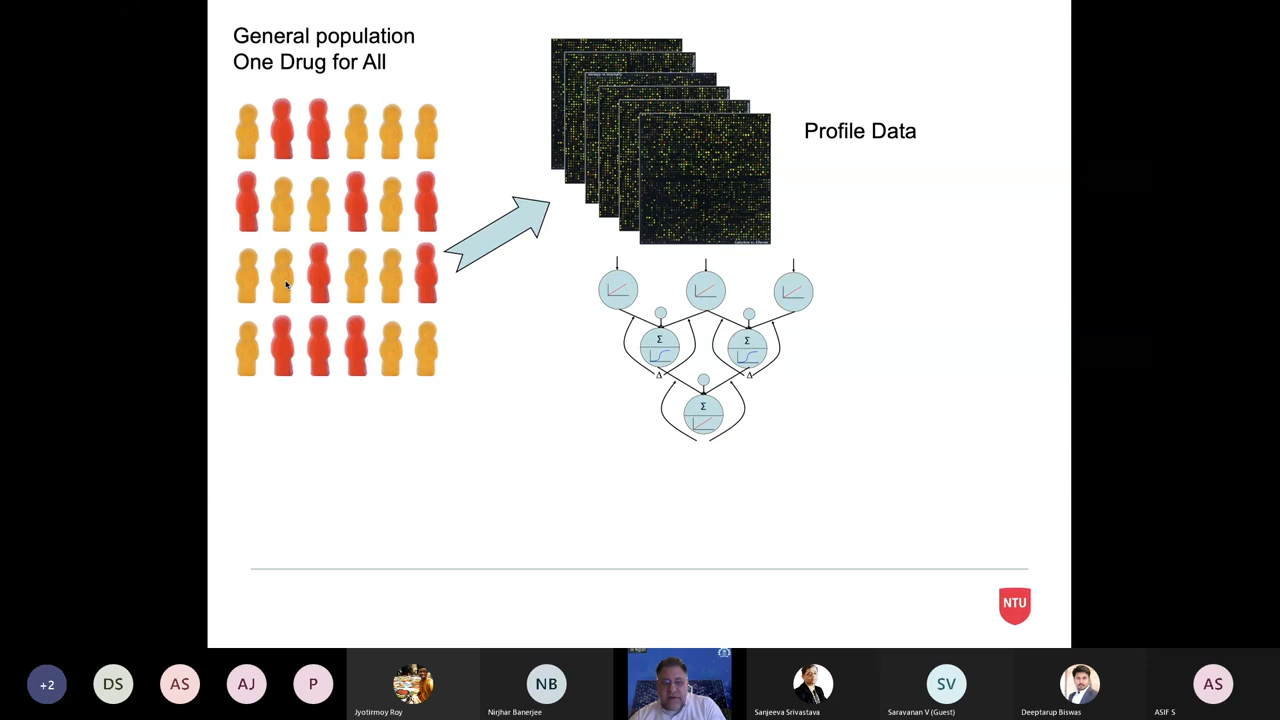 General population
One Drug for All
Profile Data
Σ
Σ
Δ
Δ
Σ
NTU
+2
DS
AS
AJ
P
Jyotirmoy Roy
NB
Nirjhar Banerjee
Sanjeeva Srivastava
SV
Saravanan V (Guest)
Deeptarup Biswas
AS
ASIF S